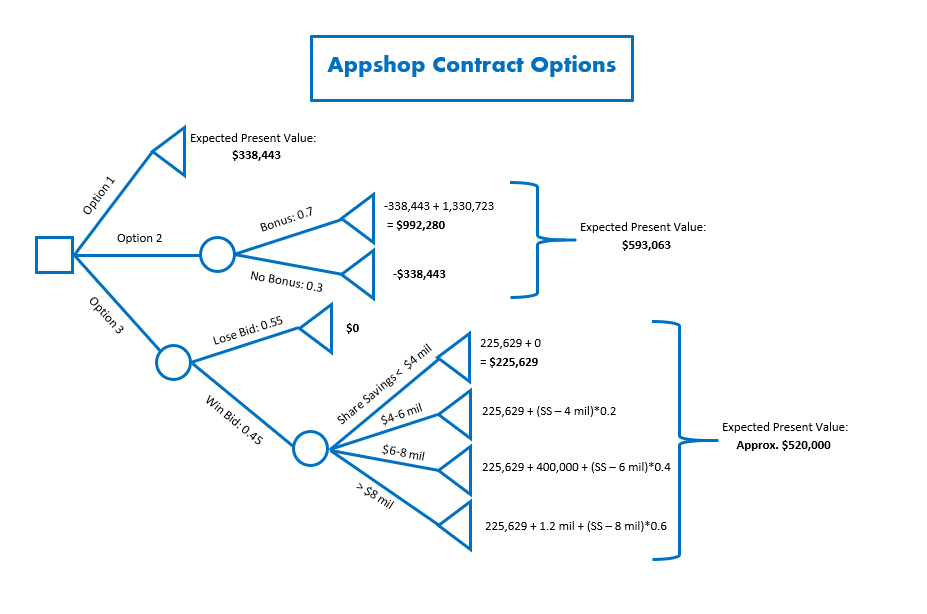 Appshop Contract Options
Expected Present Value:
$338,443
Option 1
Option 2
Bonus: 0.7
-338,443 + 1,330,723
= $992,280
Expected Present Value:
$593,063
No Bonus: 0.3
-$338,443
Option 3
Lose Bid: 0.55
$0
Win Bid: 0.45
Share Savings < $4 mil
225,629 + 0
= $225,629
$4-6 mil
225,629 + (SS – 4 mil)*0.2
Expected Present Value:
Approx. $520,000
$6-8 mil
225,629 + 400,000 + (SS – 6 mil)*0.4
> $8 mil
225,629 + 1.2 mil + (SS – 8 mil)*0.6